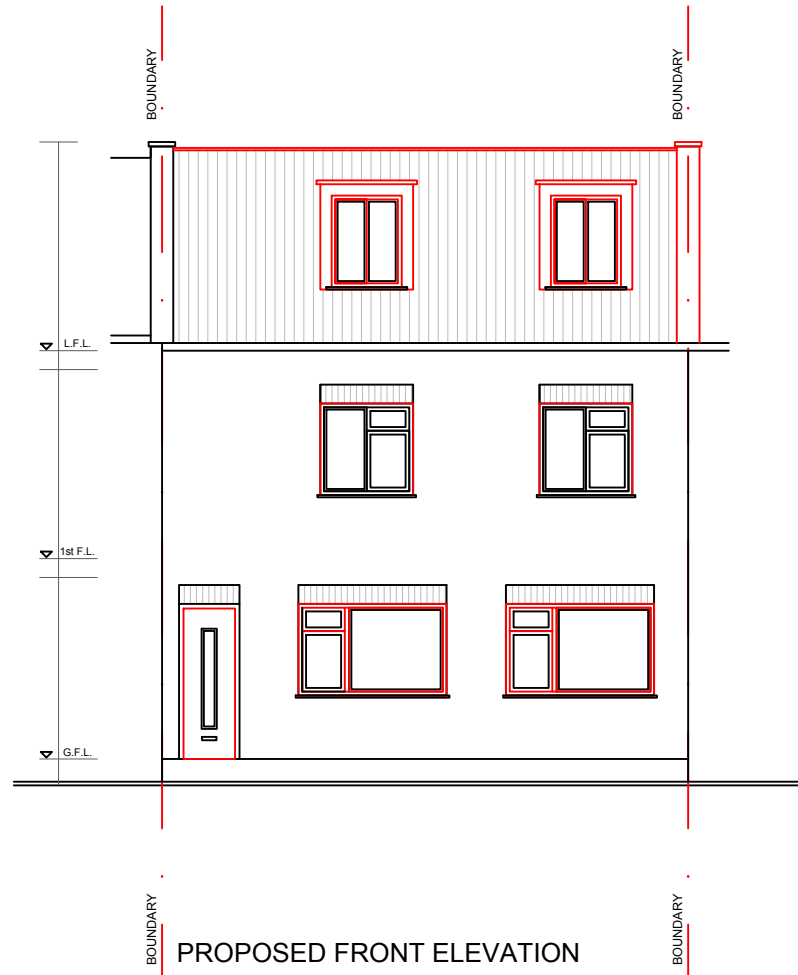 BOUNDARY
BOUNDARY
L.F.L.
1st F.L.
G.F.L.
BOUNDARY
BOUNDARY
PROPOSED FRONT ELEVATION